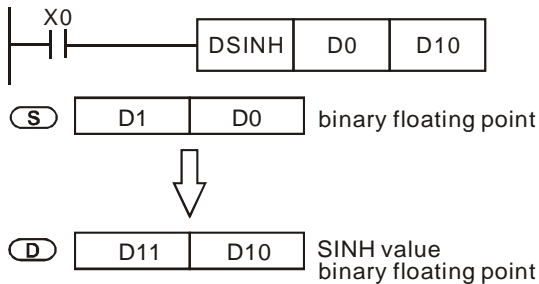 X0
DSINH D0 D10
S D1 D0 binary floating point
D D11 D10 SINH value
binary floating point